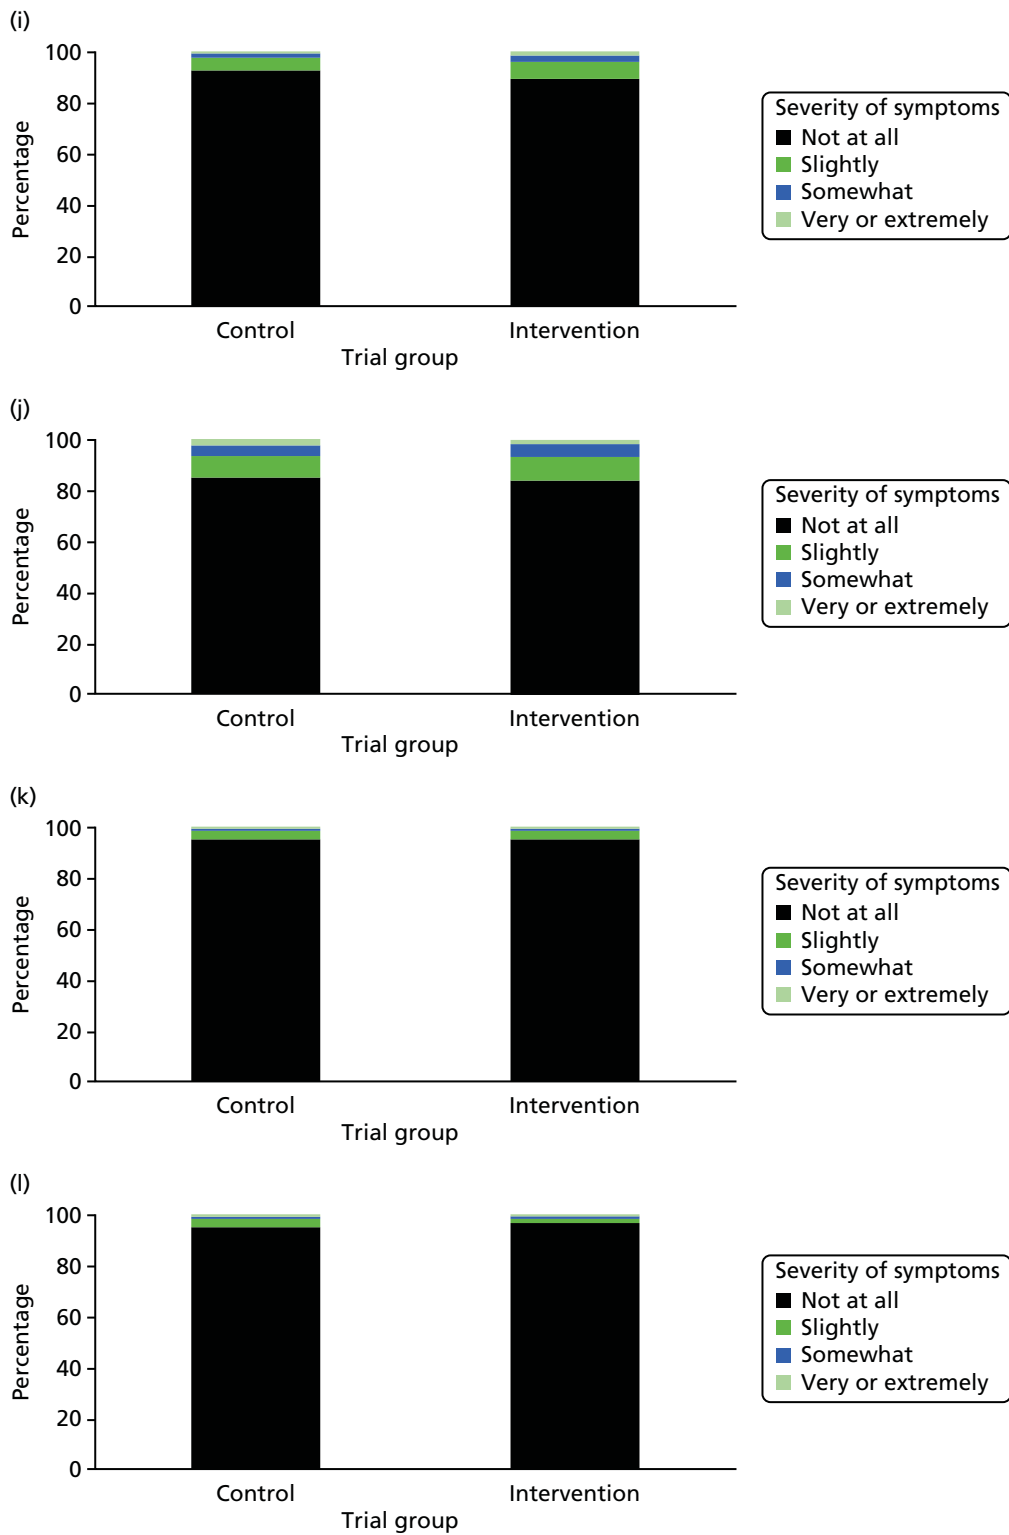 (i)
100
80
60
40
20
0
Percentage
Control
Intervention
Trial group
Severity of symptoms
Not at all
Slightly
Somewhat
Very or extremely
(j)
100
80
60
40
20
0
Percentage
Control
Intervention
Trial group
Severity of symptoms
Not at all
Slightly
Somewhat
Very or extremely
(k)
100
80
60
40
20
0
Percentage
Control
Intervention
Trial group
Severity of symptoms
Not at all
Slightly
Somewhat
Very or extremely
(l)
100
80
60
40
20
0
Percentage
Control
Intervention
Trial group
Severity of symptoms
Not at all
Slightly
Somewhat
Very or extremely